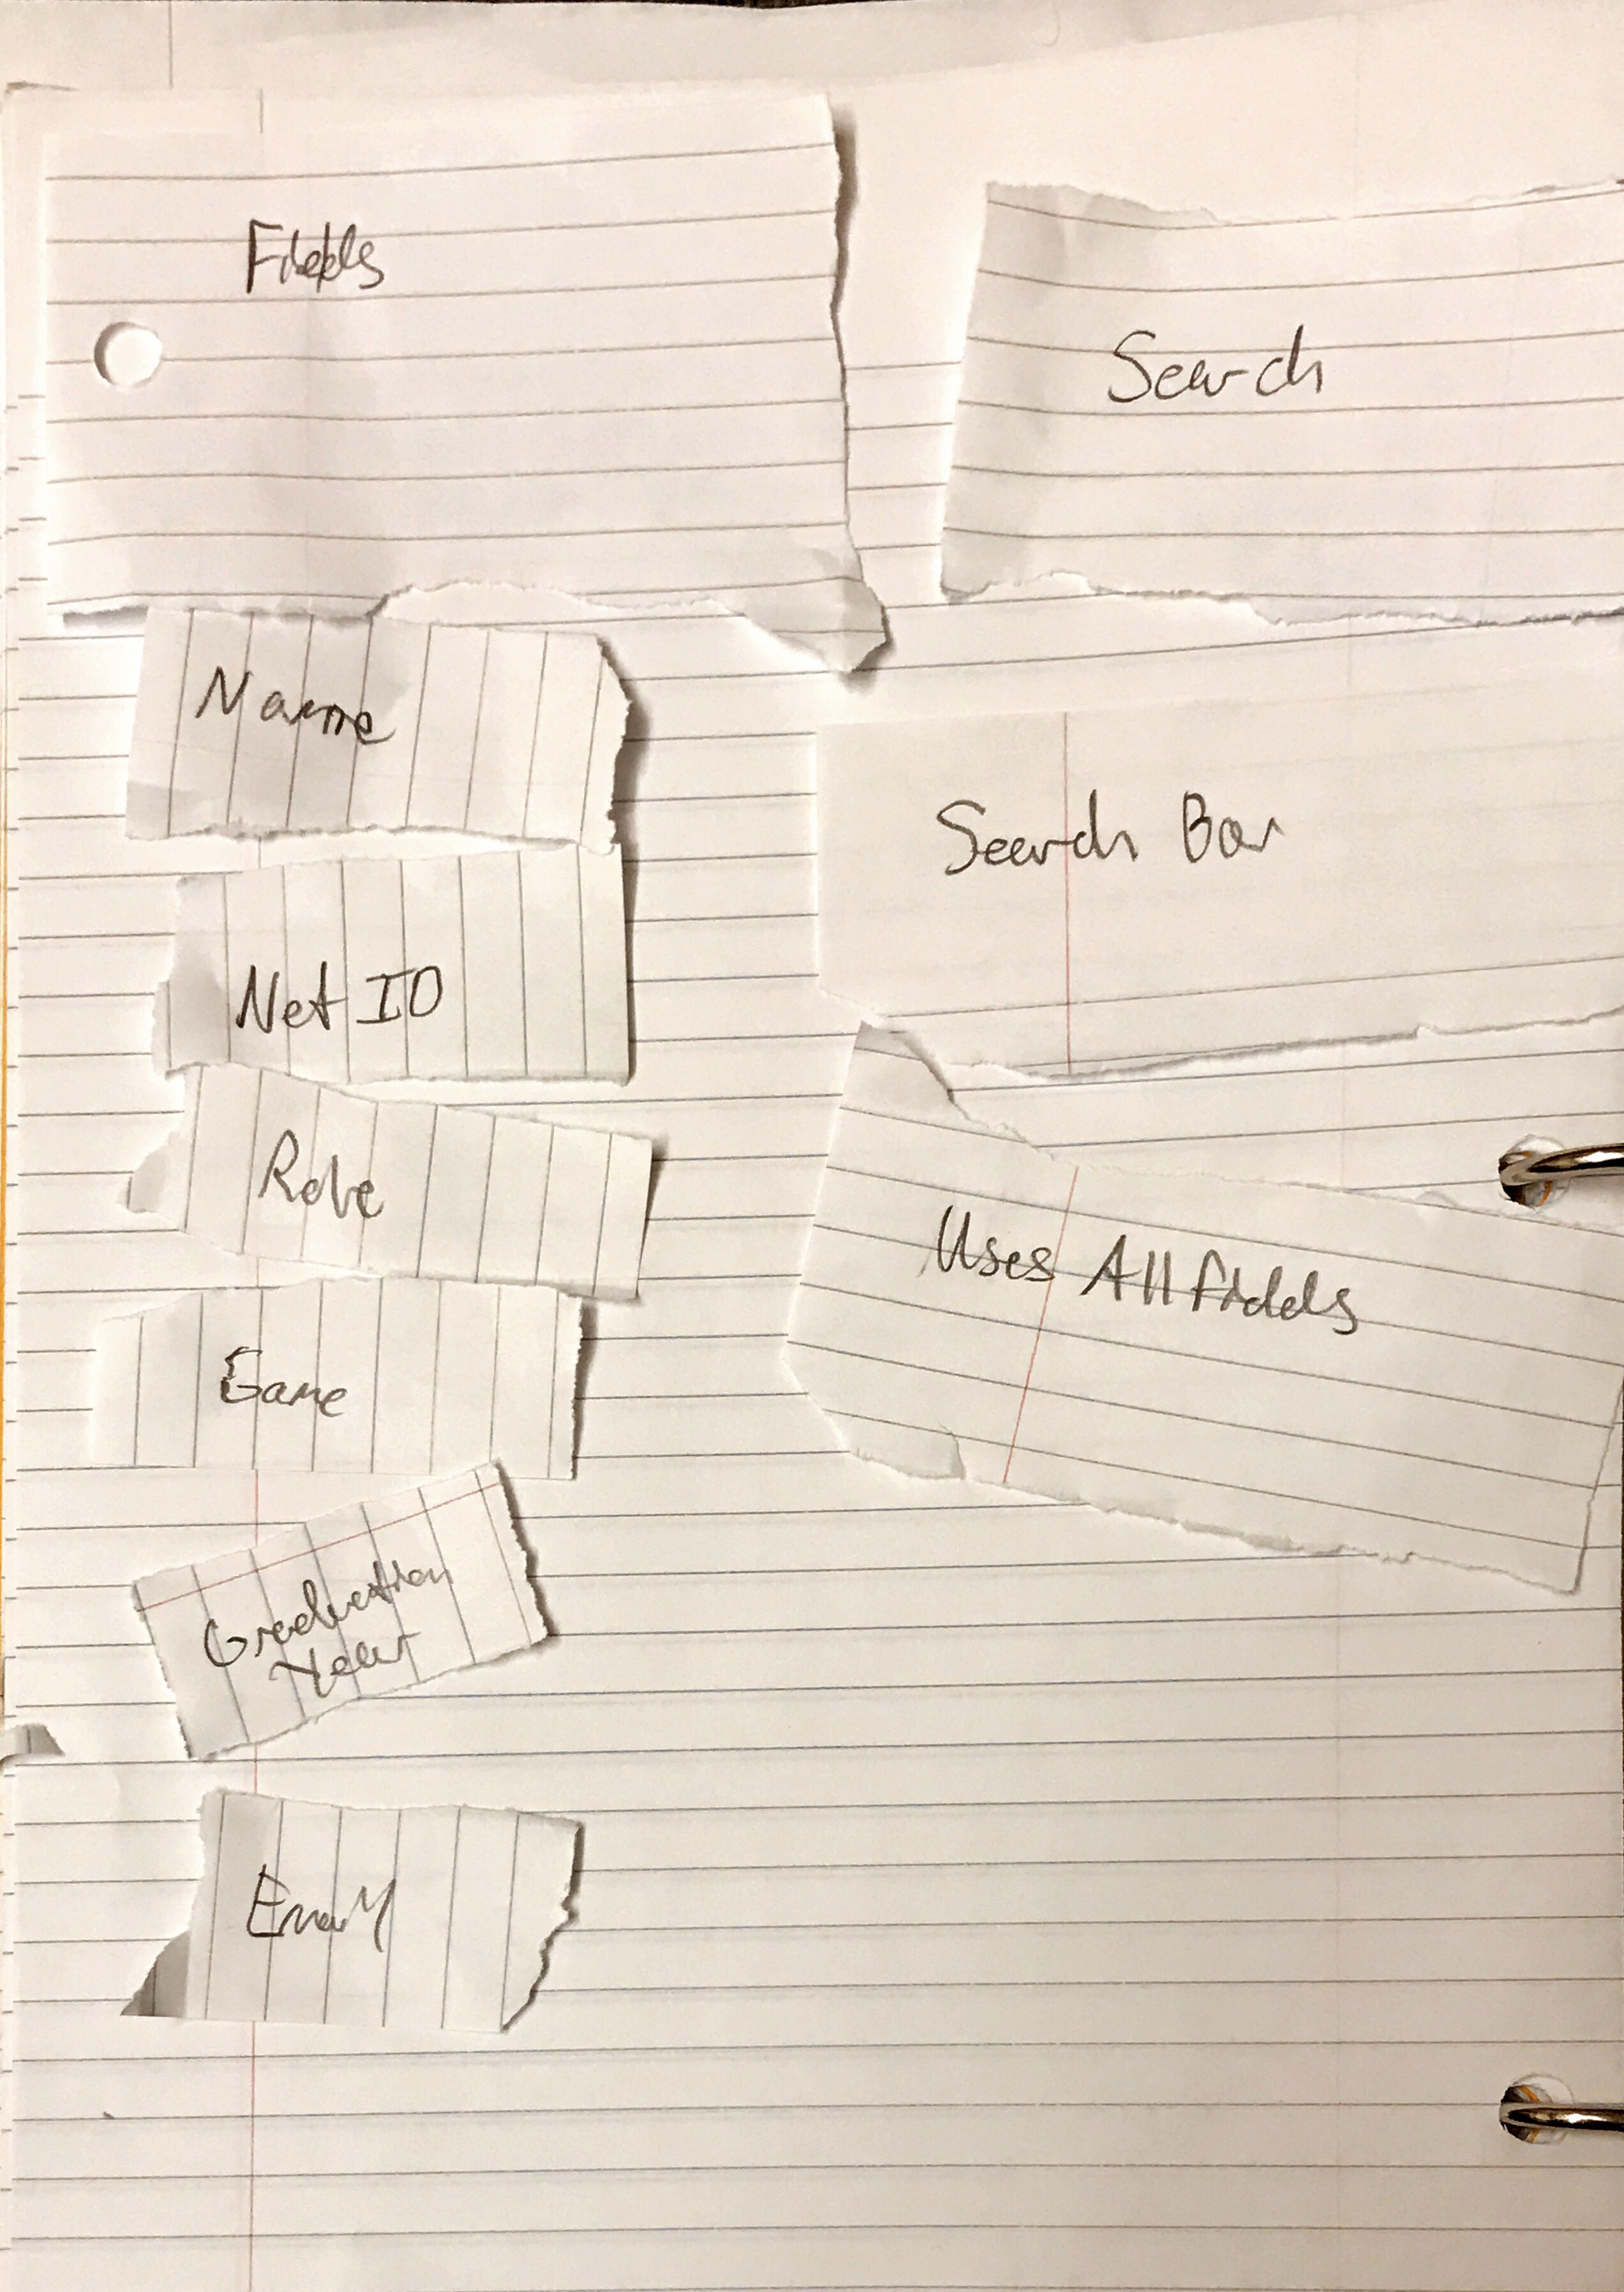 Fields
Name
Net ID
Role
Game
Graduation
Year
Email
Search
Search Bar
Uses All fields